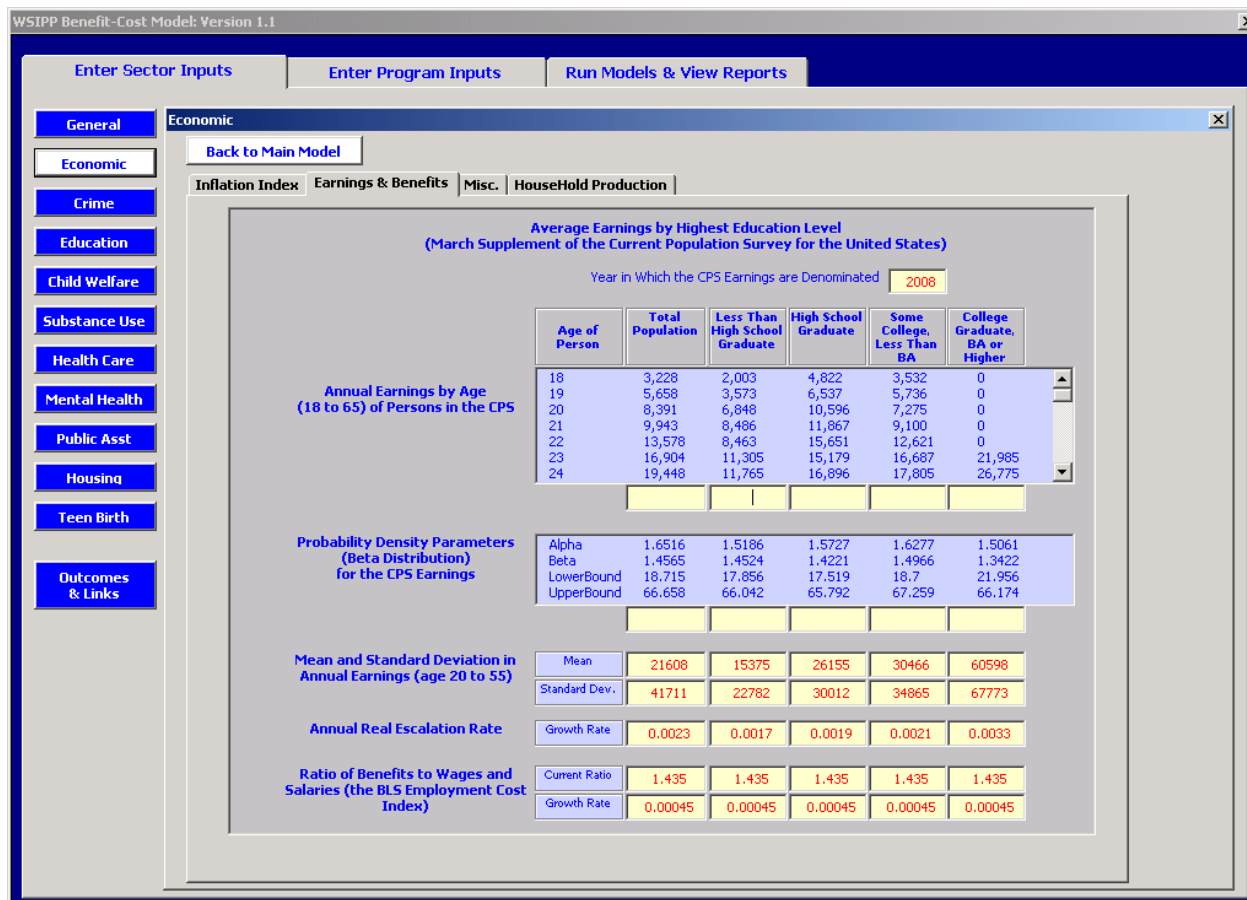 WSIPP Benefit-Cost Model: Version 1.1
Enter Sector Inputs
Enter Program Inputs
Run Models & View Reports
General
Economic
Crime
Education
Child Welfare
Substance Use
Health Care
Mental Health
Public Asst
Housing
Teen Birth
Outcomes
& Links
Economic
Back to Main Model
Inflation Index Earnings & Benefits Misc. HouseHold Production
Average Earnings by Highest Education Level
(March Supplement of the Current Population Survey for the United States)
Year in Which the CPS Earnings are Denominated 2008
Age of
Person
Total
Population
Less Than
High School
Graduate
High School
Graduate
Some
College,
Less Than
BA
College
Graduate,
BA or
Higher
Annual Earnings by Age
(18 to 65) of Persons in the CPS
18 3,228 2,003 4,822 3,532 0
19 5,658 3,573 6,537 5,736 0
20 8,391 6,848 10,596 7,275 0
21 9,943 8,486 11,867 9,100 0
22 13,578 8,463 15,651 12,621 0
23 16,904 11,305 15,179 16,687 21,985
24 19,448 11,765 16,896 17,805 26,775
Probability Density Parameters
(Beta Distribution)
for the CPS Earnings
Alpha 1.6516 1.5186 1.5727 1.6277 1.5061
Beta 1.4565 1.4524 1.4221 1.4966 1.3422
LowerBound 18.715 17.856 17.519 18.7 21.956
UpperBound 66.658 66.042 65.792 67.259 66.174
Mean and Standard Deviation in
Annual Earnings (age 20 to 55)
Mean 21608 15375 26155 30466 60598
Standard Dev. 41711 22782 30012 34865 67773
Annual Real Escalation Rate
Growth Rate 0.0023 0.0017 0.0019 0.0021 0.0033
Ratio of Benefits to Wages and
Salaries (the BLS Employment Cost
Index)
Current Ratio 1.435 1.435 1.435 1.435 1.435
Growth Rate 0.00045 0.00045 0.00045 0.00045 0.00045